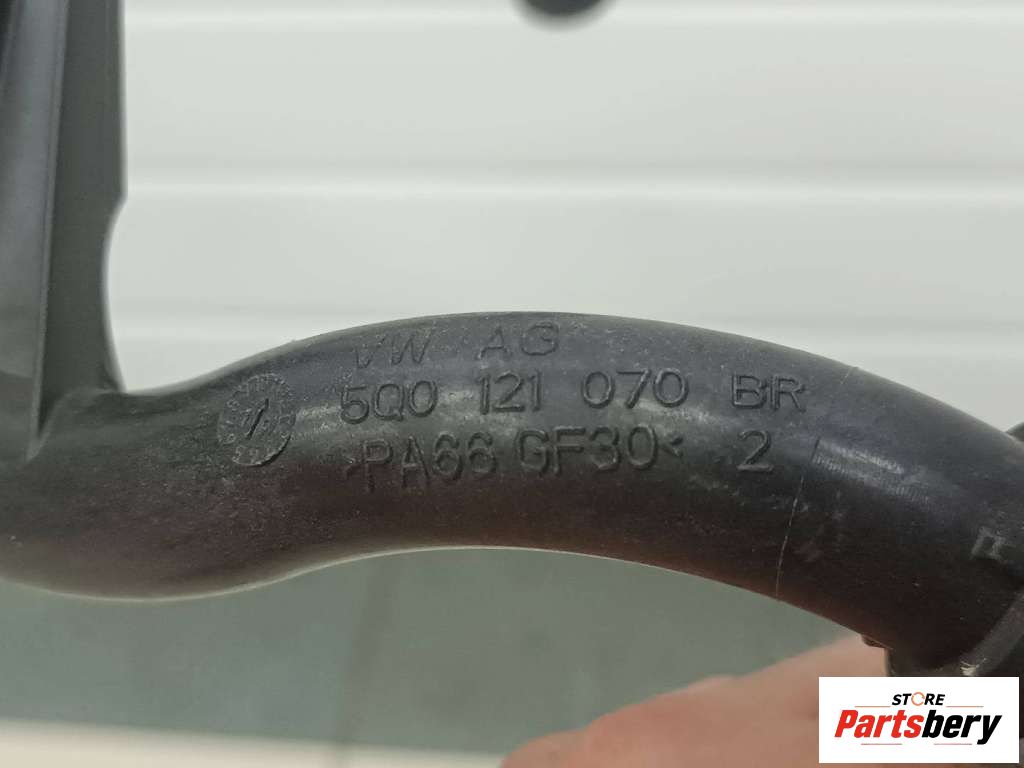 VW AG
5Q0 121 070 BR
>PA66 GF30< 2
STORE
Partsbery